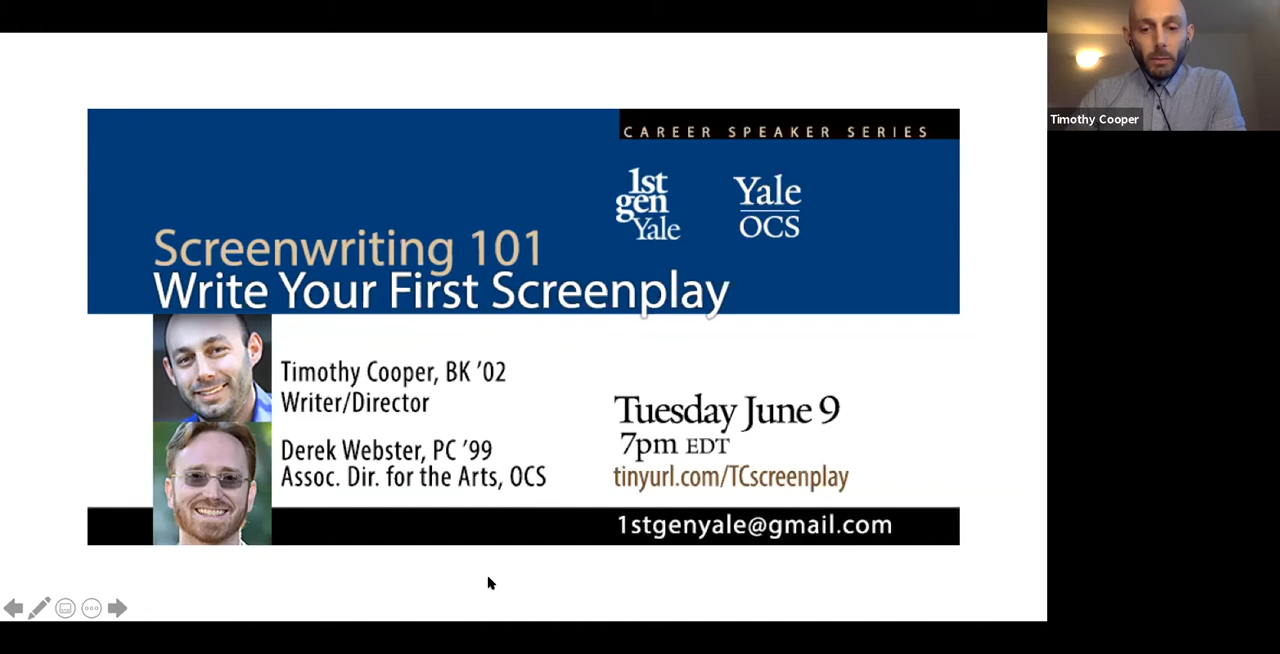 CAREER SPEAKER SERIES
1st
gen
Yale
Yale
OCS
Screenwriting 101
Write Your First Screenplay
Timothy Cooper, BK ’02
Writer/Director
Derek Webster, PC ’99
Assoc. Dir. for the Arts, OCS
Tuesday June 9
7pm EDT
tinyurl.com/TCscreenplay
1stgenyale@gmail.com
Timothy Cooper